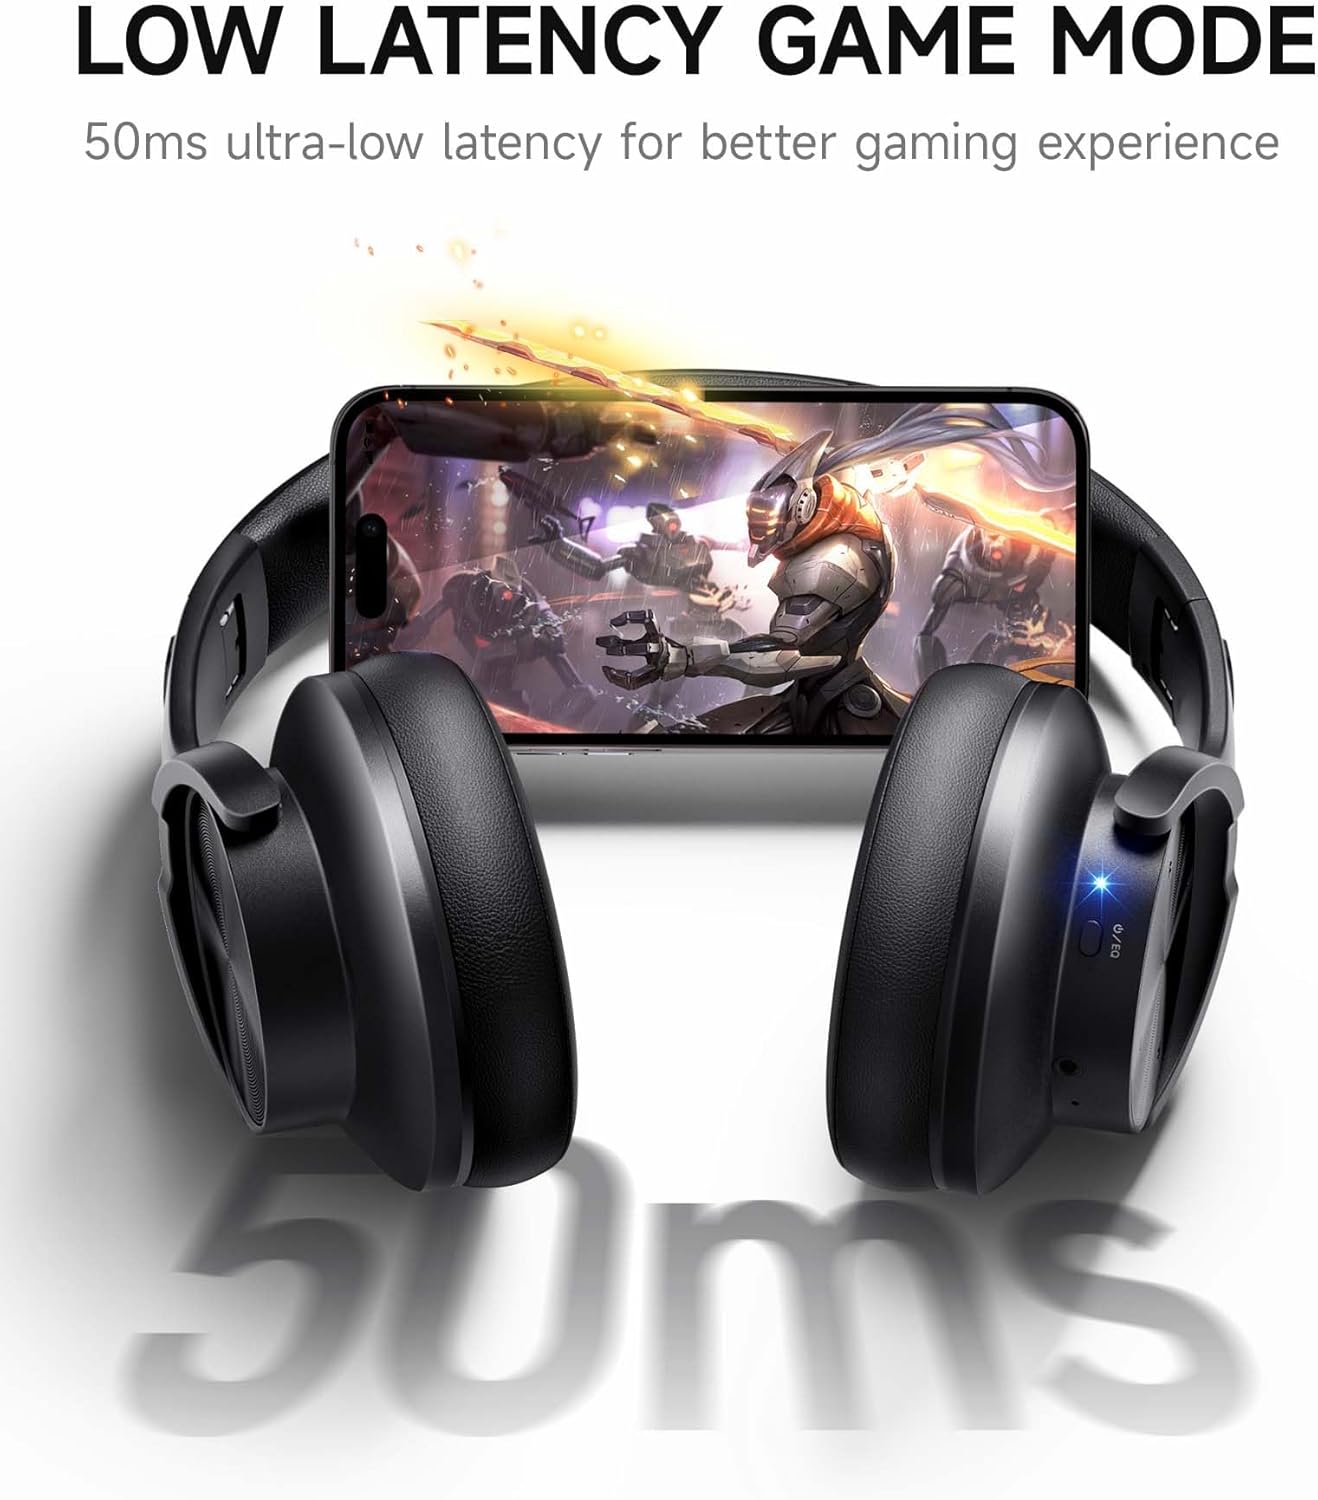 LOW LATENCY GAME MODE
50ms ultra-low latency for better gaming experience
⏻/EQ
50ms